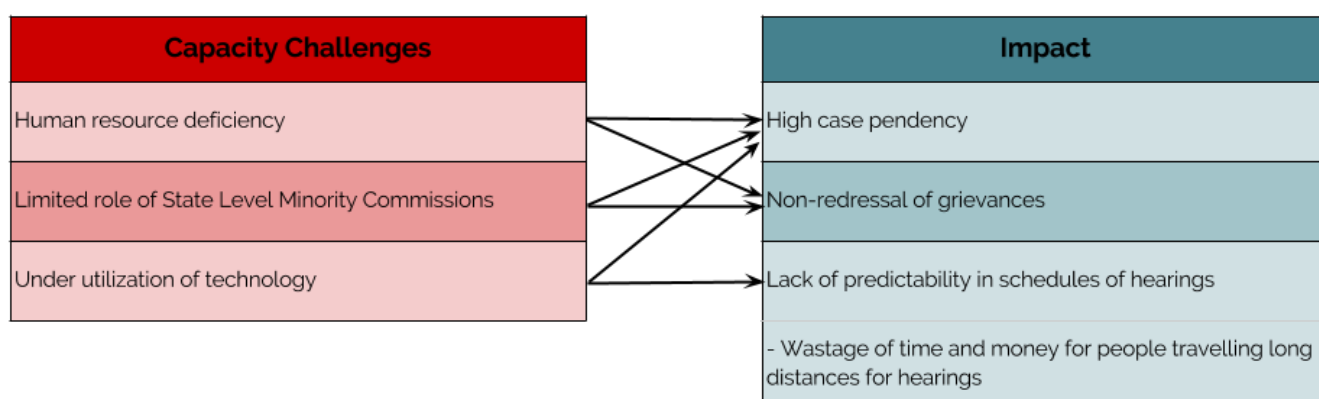 Capacity Challenges
Human resource deficiency
Limited role of State Level Minority Commissions
Under utilization of technology
Impact
High case pendency
Non-redressal of grievances
Lack of predictability in schedules of hearings
- Wastage of time and money for people travelling long
distances for hearings